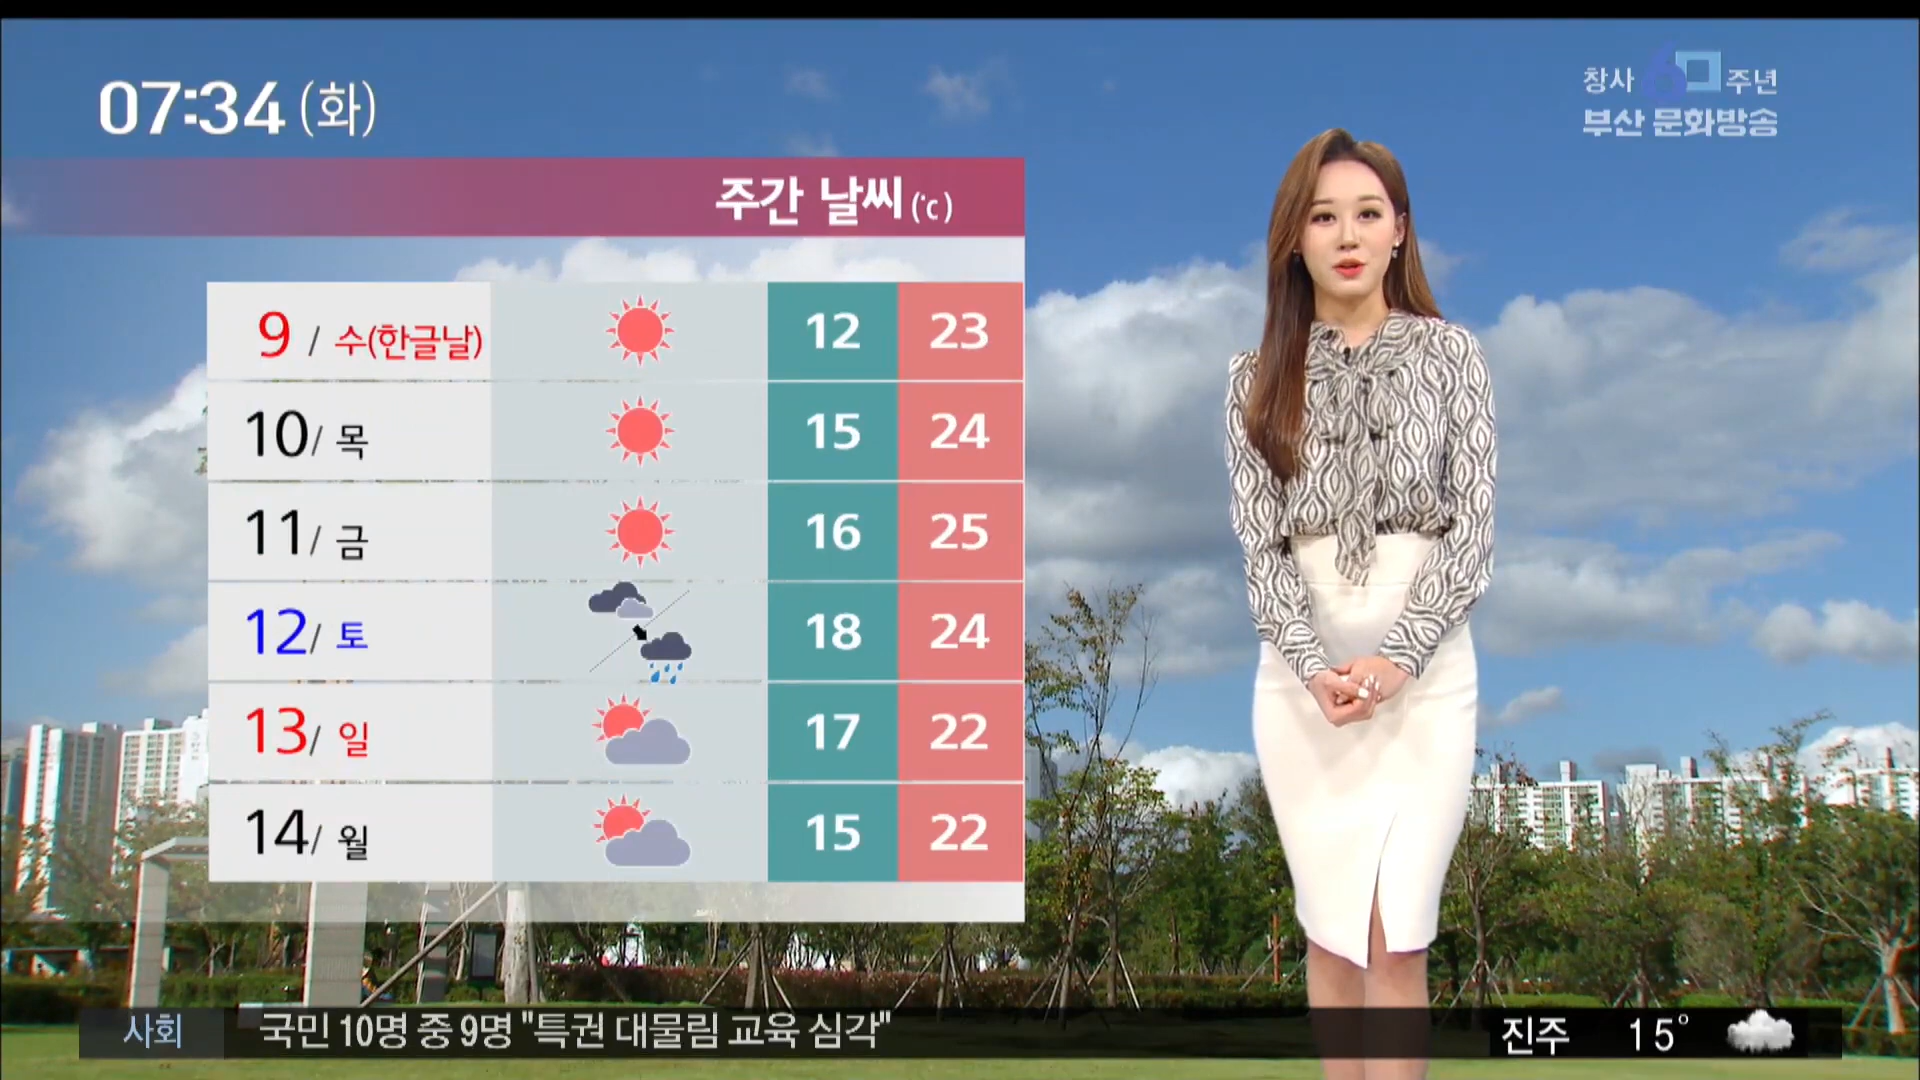 07:34 (화)
창사 60주년
부산 문화방송
주간 날씨 (℃)
9 / 수(한글날) 12 23
10 / 목 15 24
11 / 금 16 25
12 / 토 18 24
13 / 일 17 22
14 / 월 15 22
사회 국민 10명 중 9명 "특권 대물림 교육 심각"
진주 15°